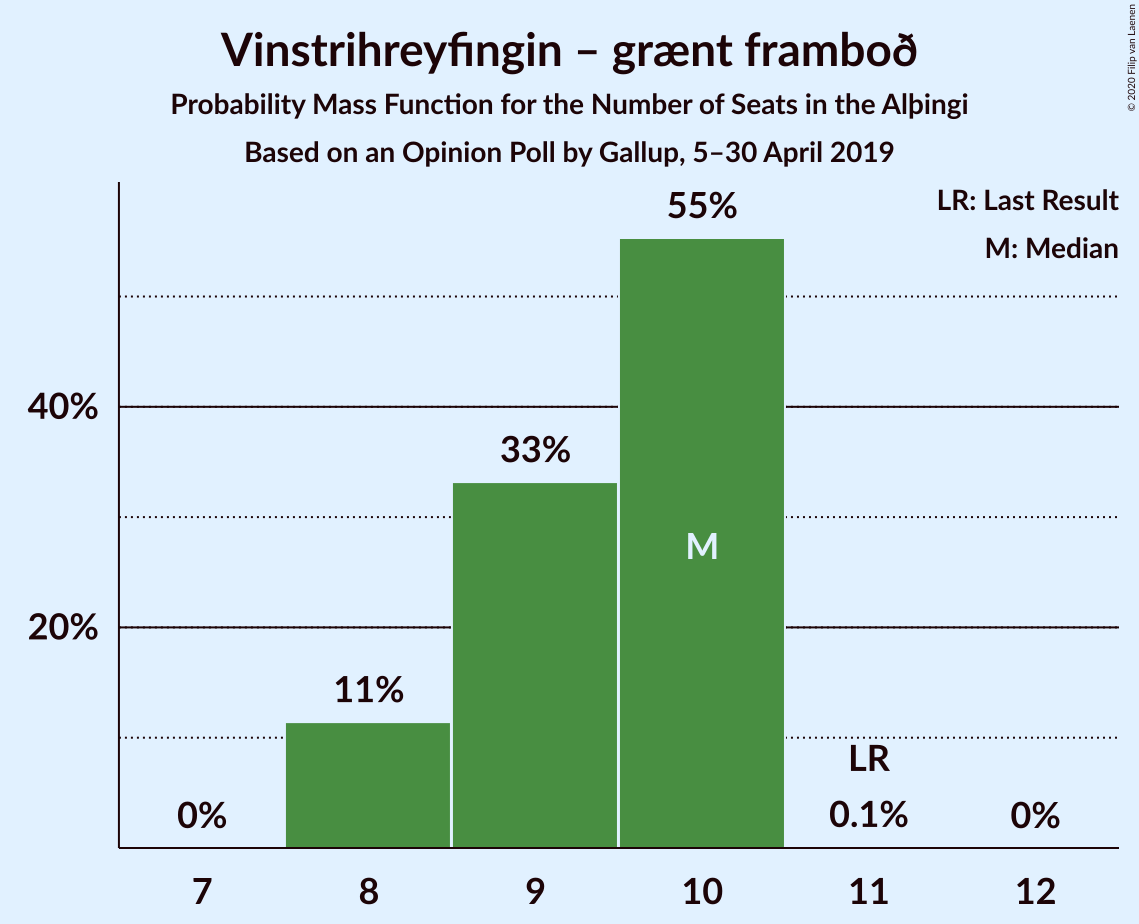 Vinstrihreyfingin – grænt framboð
Probability Mass Function for the Number of Seats in the Alþingi
Based on an Opinion Poll by Gallup, 5–30 April 2019
© 2020 Filip van Laenen
LR: Last Result
M: Median
55%
40%
33%
M
20%
11%
LR
0%
0.1%
0%
7
8
9
10
11
12